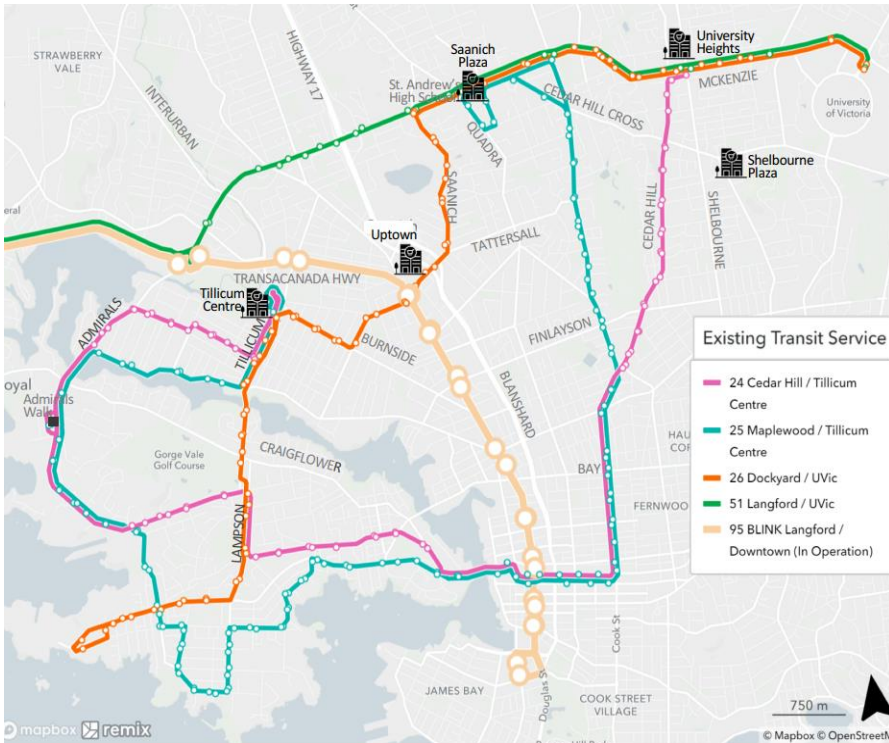 STRAWBERRY
VALE
INTERURBAN
HIGHWAY 17
Saanich
Plaza
St. Andrew's
High School
QUADRA
University
Heights
MCKENZIE
CEDAR HILL CROSS
University
of Victoria
Shelbourne
Plaza
SAANICH
CEDAR HILL
SHELBOURNE
Uptown
TATTERSALL
TRANSACANADA HWY
Tillicum
Centre
TILLICUM
ADMIRALS
BURNSIDE
FINLAYSON
BLANSHARD
oyal
Admirals
Walk
Gorge Vale
Golf Course
CRAIGFLOWER
LAMPSON
BAY
FERNWOOD
Existing Transit Service
24 Cedar Hill / Tillicum
Centre
25 Maplewood / Tillicum
Centre
26 Dockyard / UVic
51 Langford / UVic
95 BLINK Langford /
Downtown (In Operation)
Cook St
Douglas St
JAMES BAY
COOK STREET
VILLAGE
750 m
mapbox remix
© Mapbox © OpenStreetM